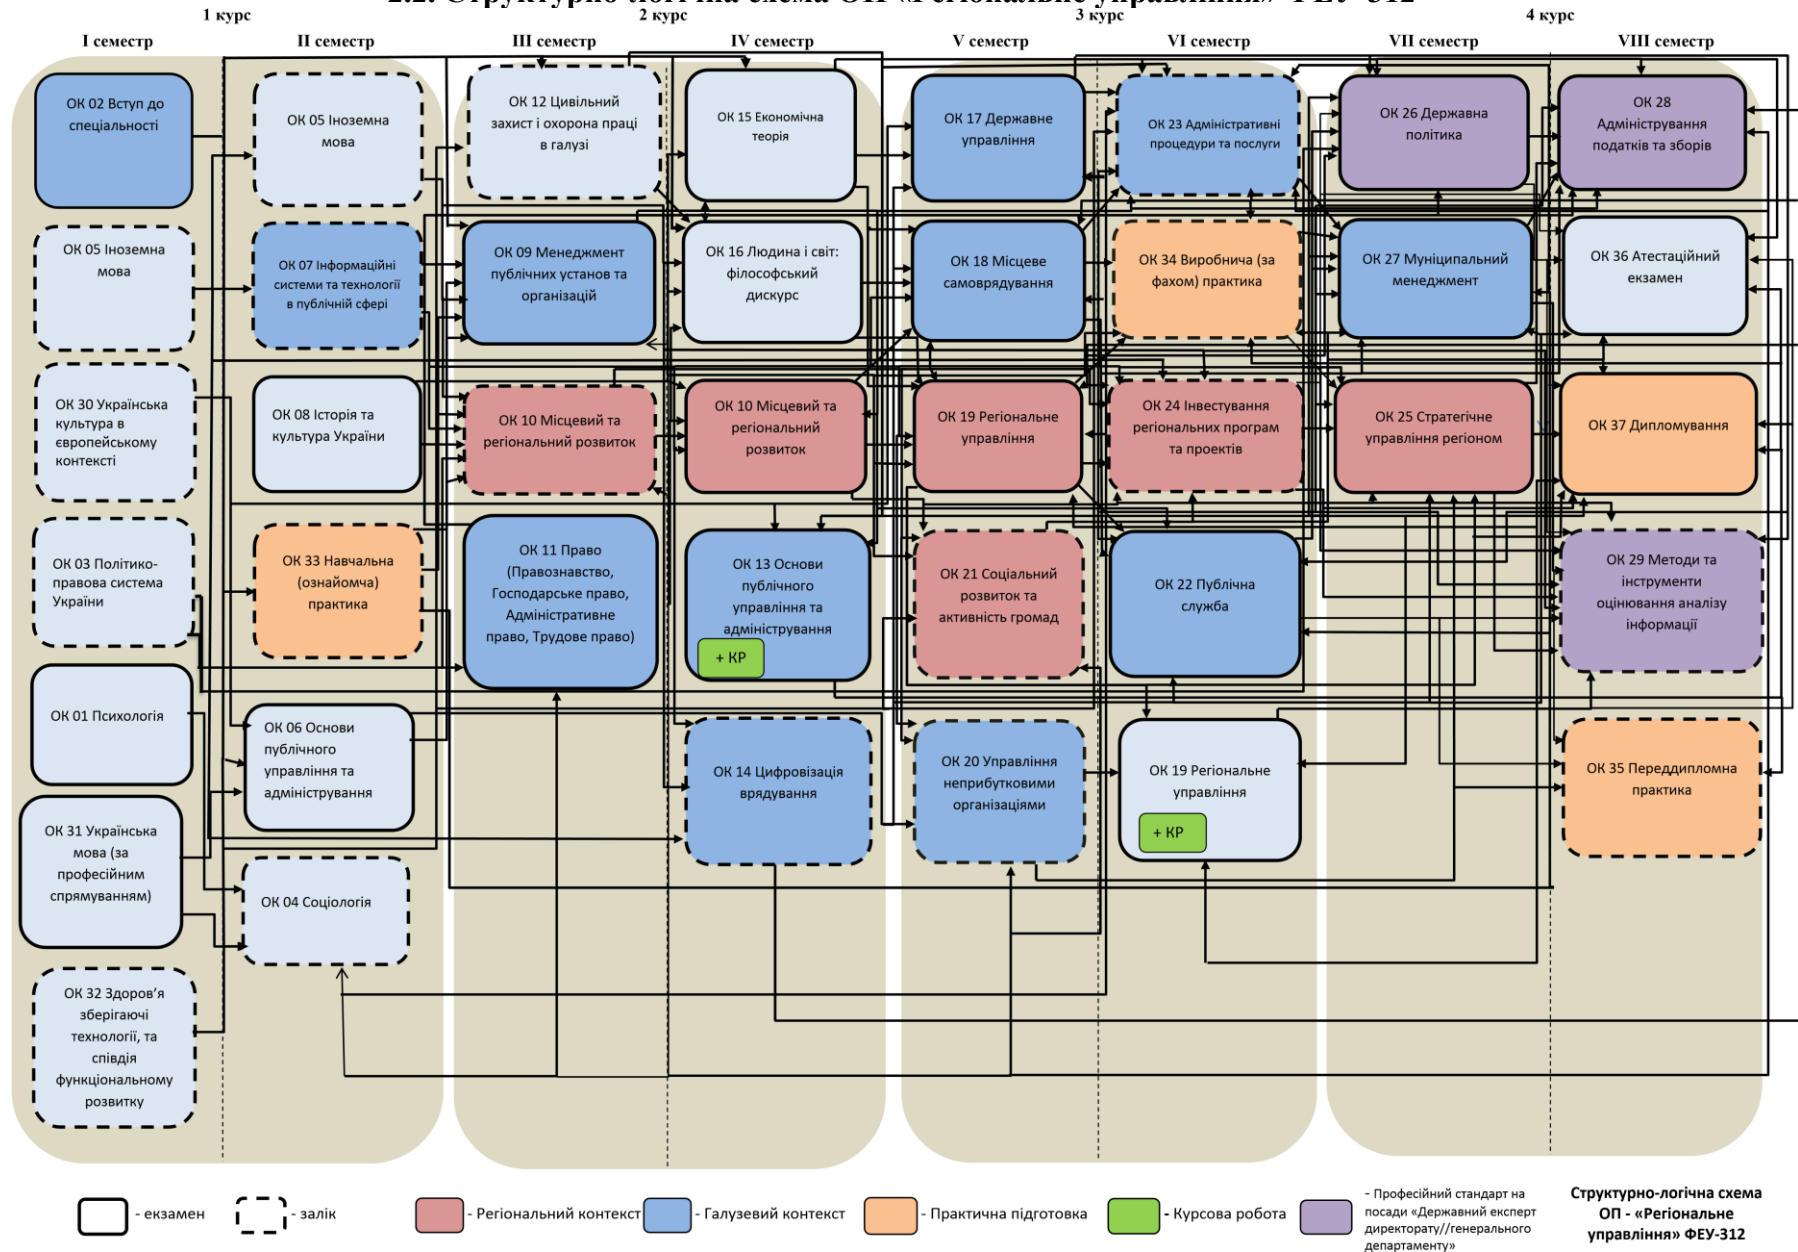 2.2. Структурно-логічна схема ОП «Регіональне управління» ФЕУ-312
1 курс
2 курс
3 курс
4 курс
I семестр
II семестр
III семестр
IV семестр
V семестр
VI семестр
VII семестр
VIII семестр
ОК 02 Вступ до
спеціальності
ОК 05 Іноземна
мова
ОК 30 Українська
культура в
європейському
контексті
ОК 03 Політико-
правова система
України
ОК 01 Психологія
ОК 31 Українська
мова (за
професійним
спрямуванням)
ОК 32 Здоров’я
зберігаючі
технології, та
співдія
функціональному
розвитку
ОК 05 Іноземна
мова
ОК 07 Інформаційні
системи та технології
в публічній сфері
ОК 08 Історія та
культура України
ОК 33 Навчальна
(ознайомча)
практика
ОК 06 Основи
публічного
управління та
адміністрування
ОК 04 Соціологія
ОК 12 Цивільний
захист і охорона праці
в галузі
ОК 09 Менеджмент
публічних установ та
організацій
ОК 10 Місцевий та
регіональний розвиток
ОК 11 Право
(Правознавство,
Господарське право,
Адміністративне
право, Трудове право)
ОК 15 Економічна
теорія
ОК 16 Людина і світ:
філософський
дискурс
ОК 10 Місцевий та
регіональний
розвиток
ОК 13 Основи
публічного
управління та
адміністрування
+ КР
ОК 14 Цифровізація
врядування
ОК 17 Державне
управління
ОК 18 Місцеве
самоврядування
ОК 19 Регіональне
управління
ОК 21 Соціальний
розвиток та
активність громад
ОК 20 Управління
неприбутковими
організаціями
ОК 23 Адміністративні
процедури та послуги
ОК 34 Виробнича (за
фахом) практика
ОК 24 Інвестування
регіональних програм
та проектів
ОК 22 Публічна
служба
ОК 19 Регіональне
управління
+ КР
ОК 26 Державна
політика
ОК 27 Муніципальний
менеджмент
ОК 25 Стратегічне
управління регіоном
ОК 28
Адміністрування
податків та зборів
ОК 36 Атестаційний
екзамен
ОК 37 Дипломування
ОК 29 Методи та
інструменти
оцінювання аналізу
інформації
ОК 35 Переддипломна
практика
- екзамен
- залік
- Регіональний контекст
- Галузевий контекст
- Практична підготовка
- Курсова робота
- Професійний стандарт на
посади «Державний експерт
директорату//генерального
департаменту»
Структурно-логічна схема
ОП - «Регіональне
управління» ФЕУ-312